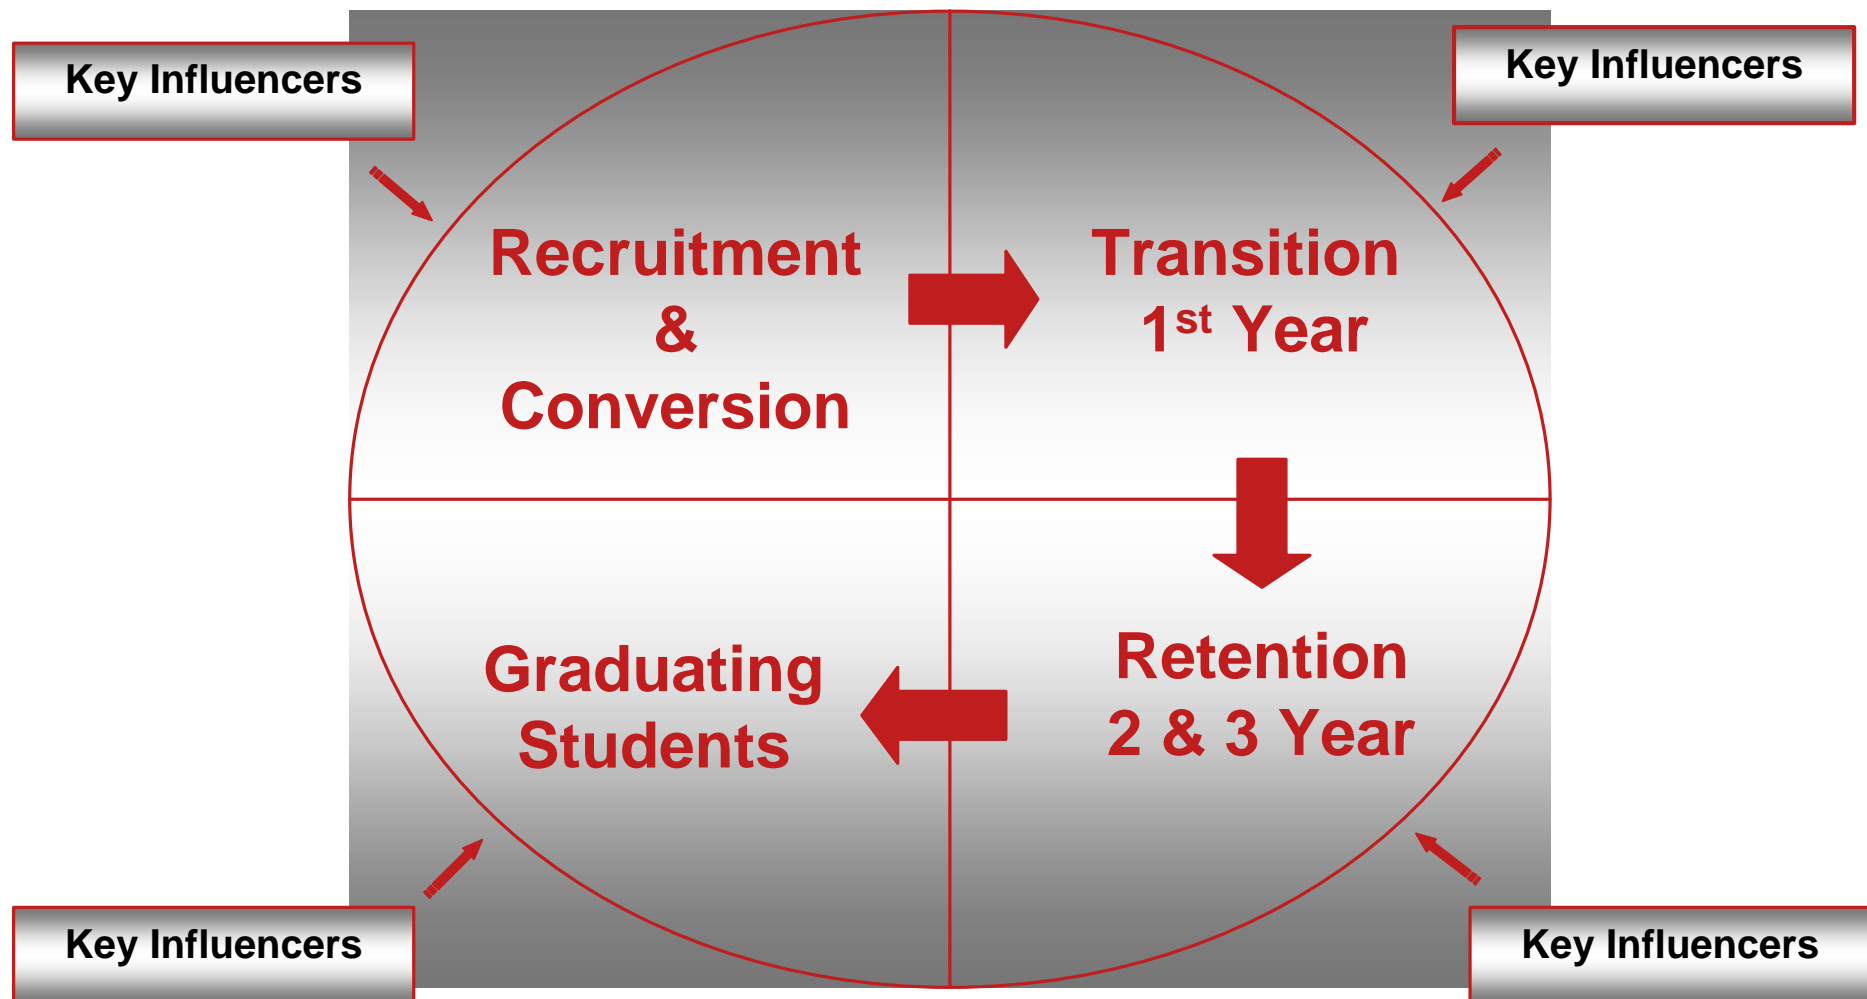 Key Influencers
Key Influencers
Recruitment
&
Conversion
Transition
1st Year
Graduating
Students
Retention
2 & 3 Year
Key Influencers
Key Influencers